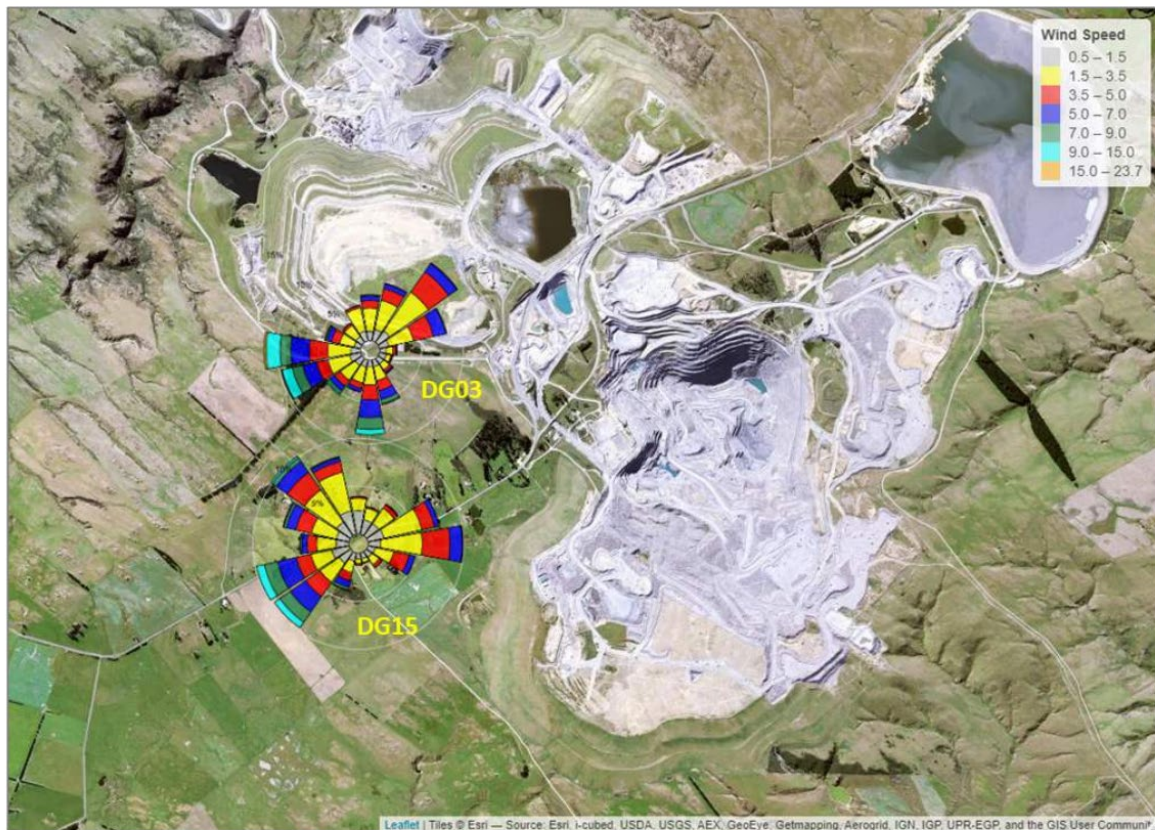 Wind Speed
0.5 – 1.5
1.5 – 3.5
3.5 – 5.0
5.0 – 7.0
7.0 – 9.0
9.0 – 15.0
15.0 – 23.7
DG03
DG15
Leaflet | Tiles © Esri — Source: Esri, i-cubed, USDA, USGS, AEX, GeoEye, Getmapping, Aerogrid, IGN, IGP, UPR-EGP, and the GIS User Communit